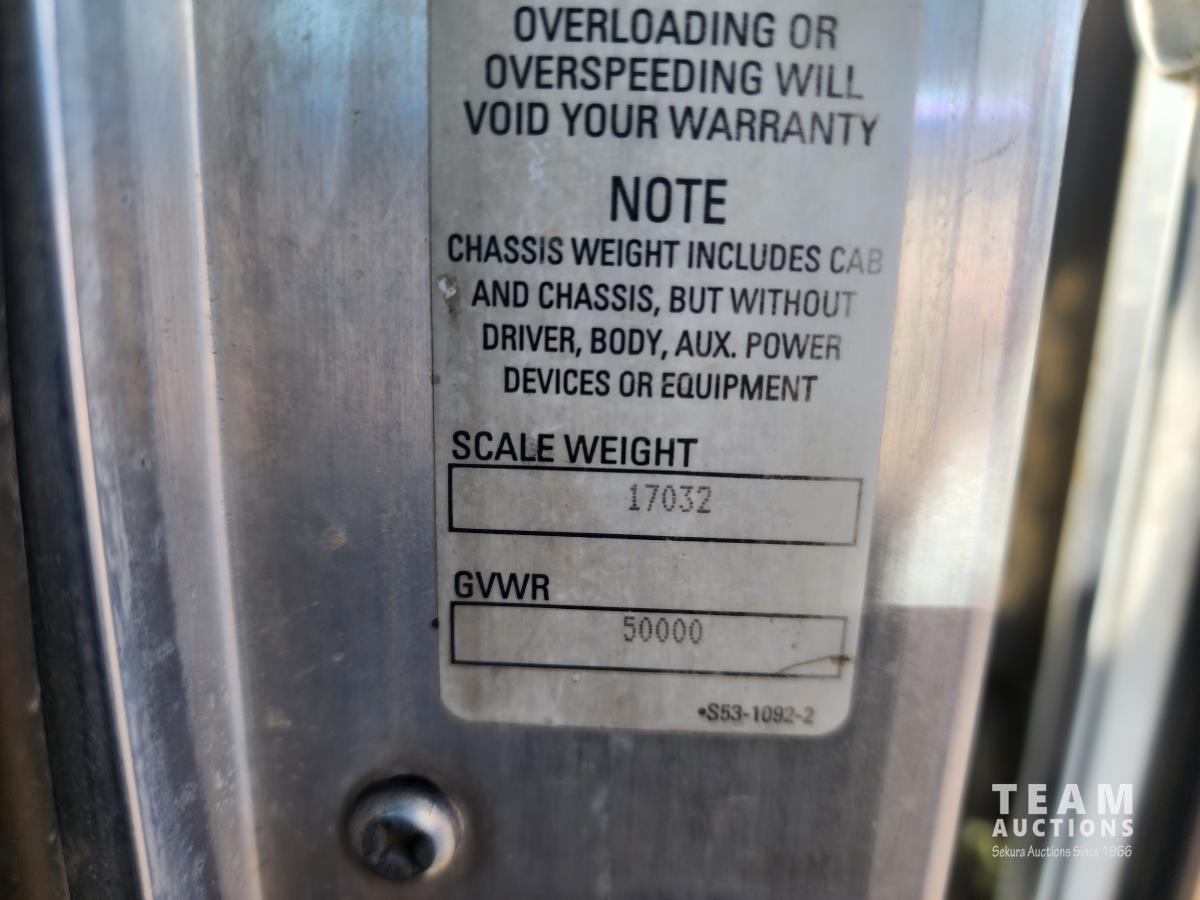 OVERLOADING OR
OVERSPEEDING WILL
VOID YOUR WARRANTY
NOTE
CHASSIS WEIGHT INCLUDES CAB
AND CHASSIS, BUT WITHOUT
DRIVER, BODY, AUX. POWER
DEVICES OR EQUIPMENT
SCALE WEIGHT
17032
GVWR
50000
•S53-1092-2
TEAM
AUCTIONS
Sekura Auctions Since 1966